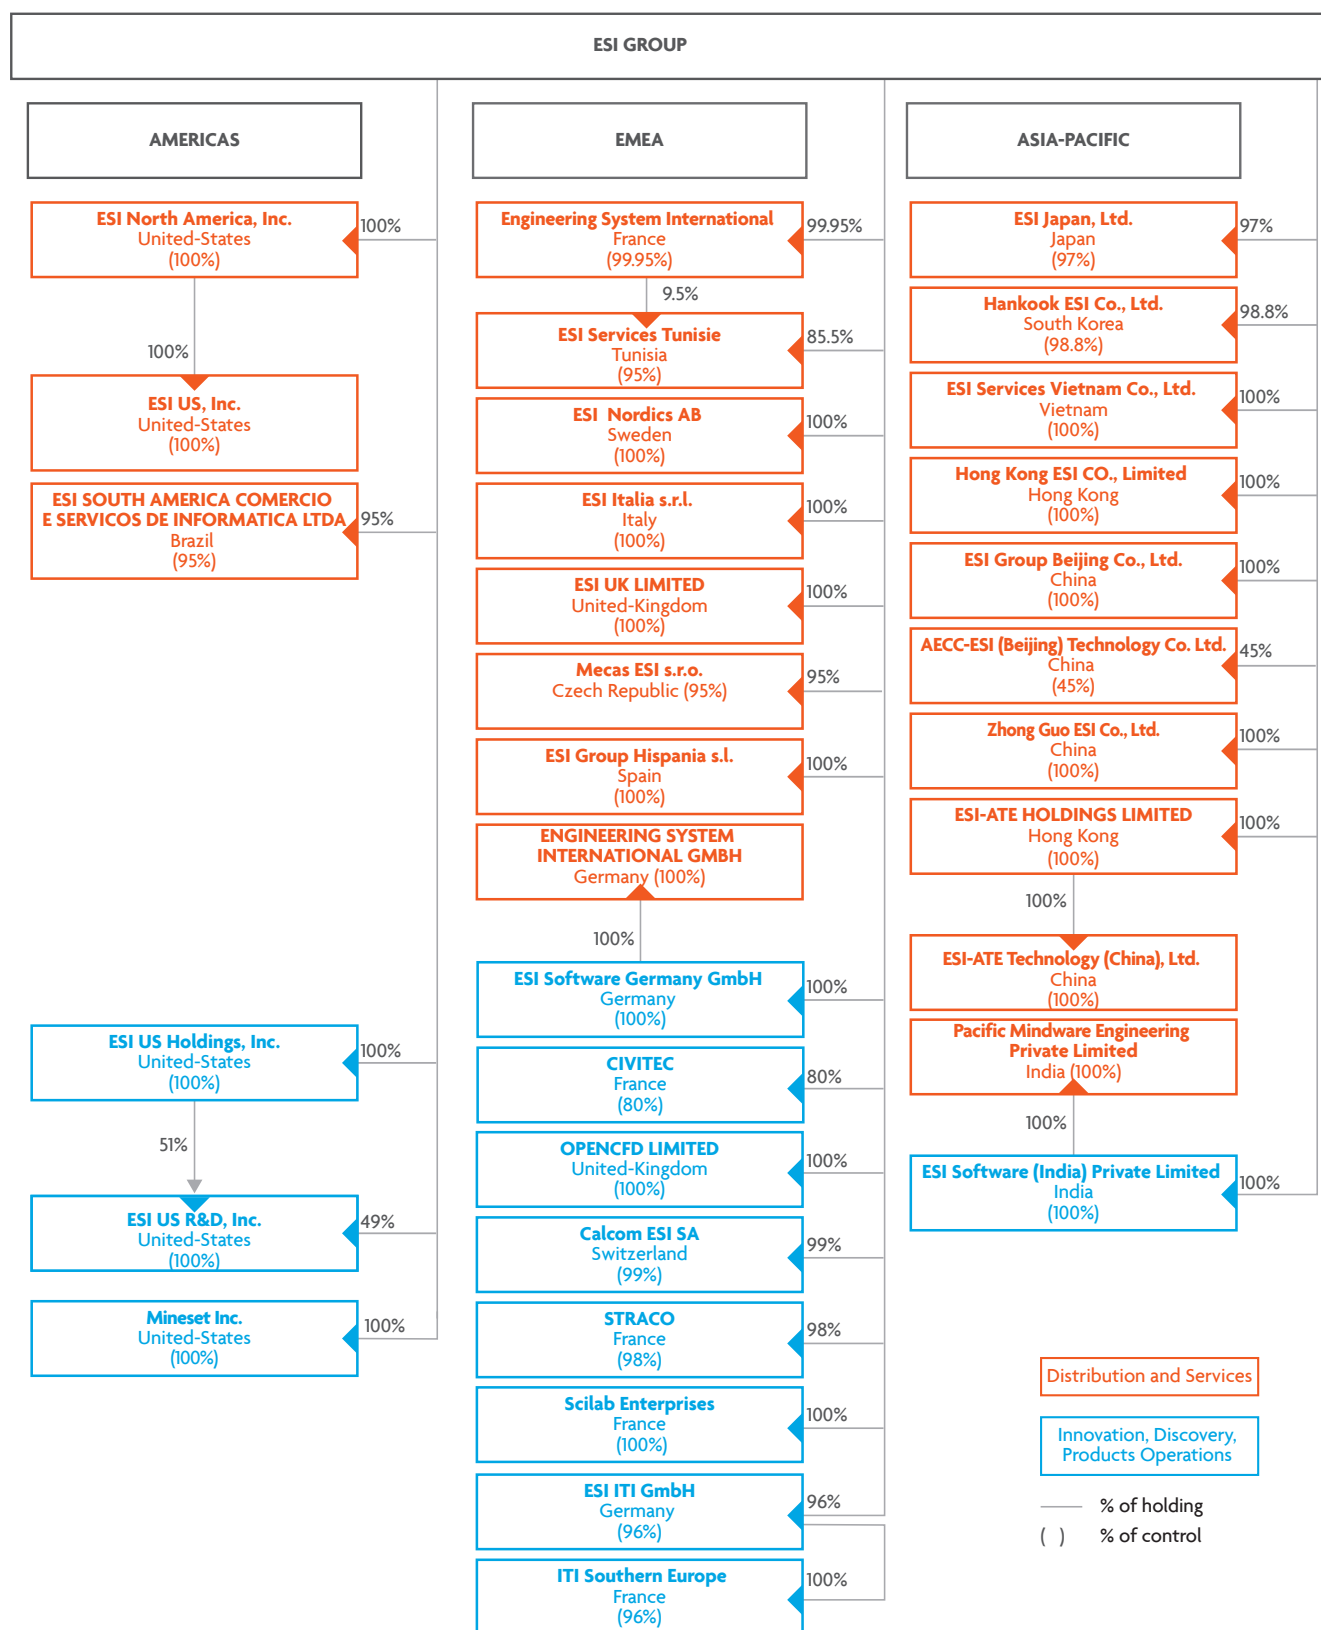 ESI GROUP
AMERICAS
ESI North America, Inc.
United-States
(100%)
100%
100%
ESI US, Inc.
United-States
(100%)
ESI SOUTH AMERICA COMERCIO
E SERVICOS DE INFORMATICA LTDA
Brazil
(95%)
95%
ESI US Holdings, Inc.
United-States
(100%)
100%
51%
ESI US R&D, Inc.
United-States
(100%)
49%
Mineset Inc.
United-States
(100%)
100%
EMEA
Engineering System International
France
(99.95%)
99.95%
9.5%
ESI Services Tunisie
Tunisia
(95%)
85.5%
ESI Nordics AB
Sweden
(100%)
100%
ESI Italia s.r.l.
Italy
(100%)
100%
ESI UK LIMITED
United-Kingdom
(100%)
100%
Mecas ESI s.r.o.
Czech Republic (95%)
95%
ESI Group Hispania s.l.
Spain
(100%)
100%
ENGINEERING SYSTEM
INTERNATIONAL GMBH
Germany (100%)
100%
ESI Software Germany GmbH
Germany
(100%)
100%
CIVITEC
France
(80%)
80%
OPENCFD LIMITED
United-Kingdom
(100%)
100%
Calcom ESI SA
Switzerland
(99%)
99%
STRACO
France
(98%)
98%
Scilab Enterprises
France
(100%)
100%
ESI ITI GmbH
Germany
(96%)
96%
ITI Southern Europe
France
(96%)
100%
ASIA-PACIFIC
ESI Japan, Ltd.
Japan
(97%)
97%
Hankook ESI Co., Ltd.
South Korea
(98.8%)
98.8%
ESI Services Vietnam Co., Ltd.
Vietnam
(100%)
100%
Hong Kong ESI CO., Limited
Hong Kong
(100%)
100%
ESI Group Beijing Co., Ltd.
China
(100%)
100%
AECC-ESI (Beijing) Technology Co. Ltd.
China
(45%)
45%
Zhong Guo ESI Co., Ltd.
China
(100%)
100%
ESI-ATE HOLDINGS LIMITED
Hong Kong
(100%)
100%
100%
ESI-ATE Technology (China), Ltd.
China
(100%)
Pacific Mindware Engineering
Private Limited
India (100%)
100%
ESI Software (India) Private Limited
India
(100%)
100%
Distribution and Services
Innovation, Discovery,
Products Operations
% of holding
( ) % of control